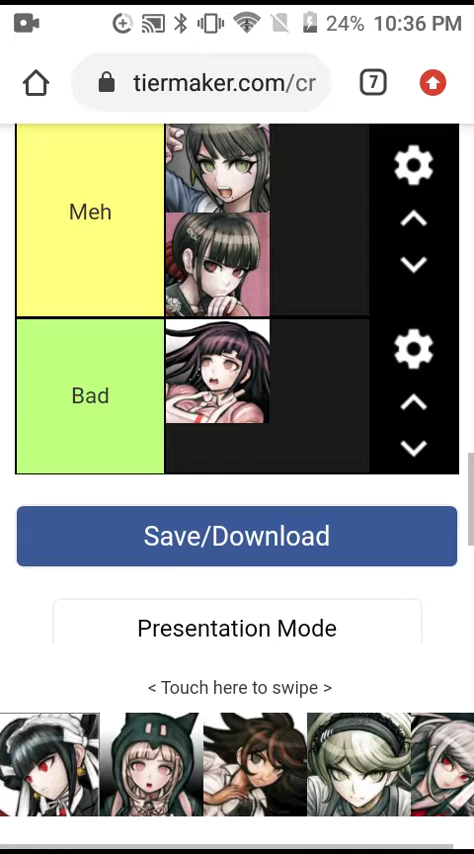 24% 10:36 PM
tiermaker.com/cr
7
Meh
Bad
Save/Download
Presentation Mode
< Touch here to swipe >